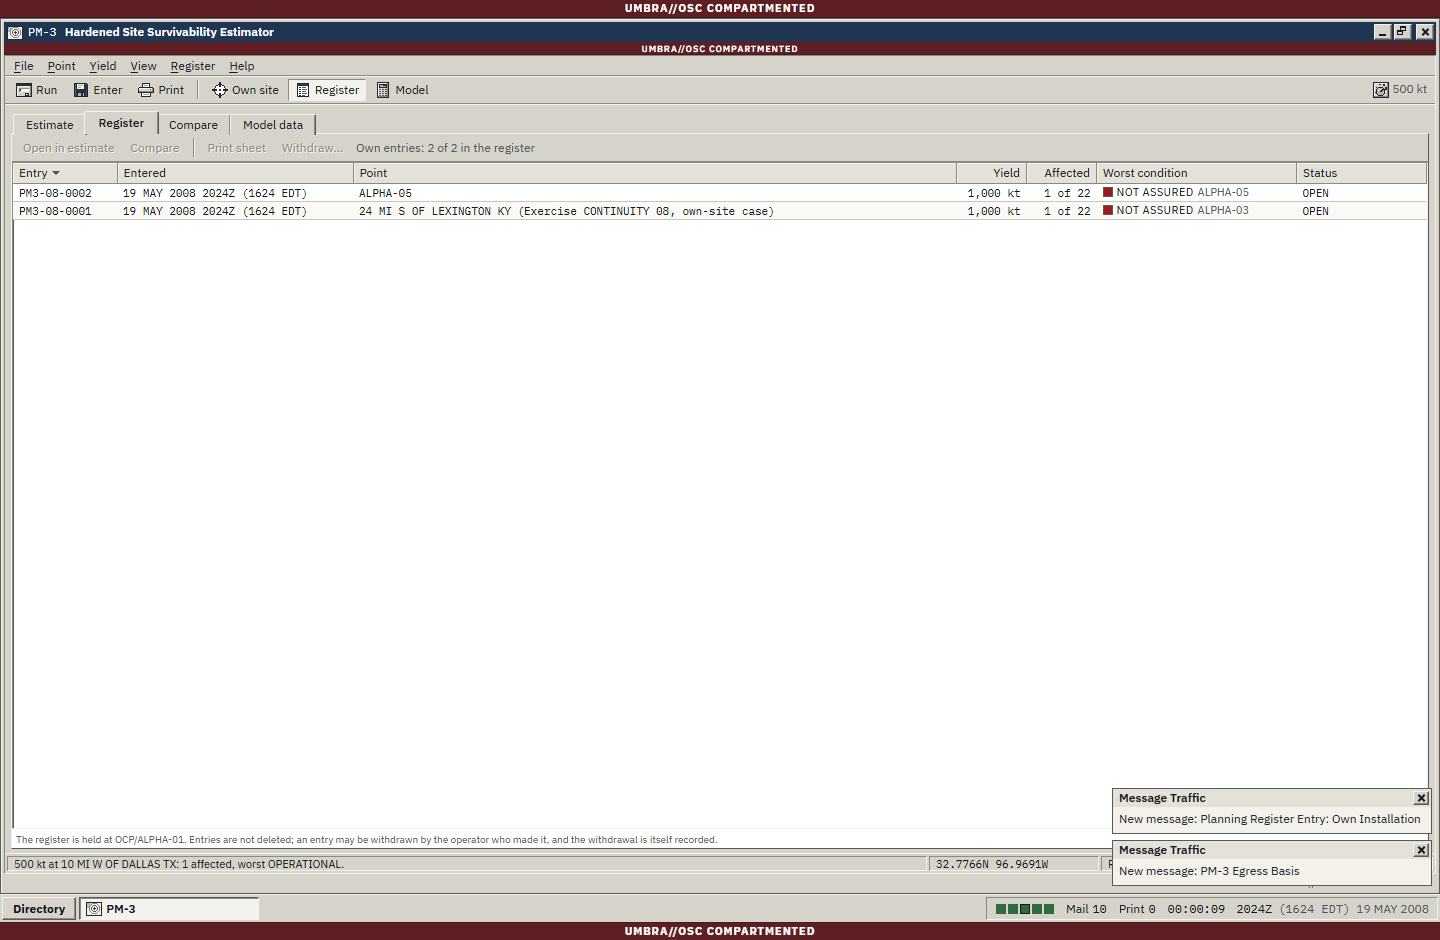 UMBRA//OSC COMPARTMENTED
PM-3 Hardened Site Survivability Estimator
UMBRA//OSC COMPARTMENTED
File Point Yield View Register Help
Run Enter Print Own site Register Model 500 kt
Estimate Register Compare Model data
Open in estimate Compare Print sheet Withdraw... Own entries: 2 of 2 in the register
Entry Entered Point Yield Affected Worst condition Status
PM3-08-0002 19 MAY 2008 2024Z (1624 EDT) ALPHA-05 1,000 kt 1 of 22 NOT ASSURED ALPHA-05 OPEN
PM3-08-0001 19 MAY 2008 2024Z (1624 EDT) 24 MI S OF LEXINGTON KY (Exercise CONTINUITY 08, own-site case) 1,000 kt 1 of 22 NOT ASSURED ALPHA-03 OPEN
Message Traffic
New message: Planning Register Entry: Own Installation
The register is held at OCP/ALPHA-01. Entries are not deleted; an entry may be withdrawn by the operator who made it, and the withdrawal is itself recorded.
Message Traffic
New message: PM-3 Egress Basis
500 kt at 10 MI W OF DALLAS TX: 1 affected, worst OPERATIONAL. 32.7766N 96.9691W
Directory PM-3 Mail 10 Print 0 00:00:09 2024Z (1624 EDT) 19 MAY 2008
UMBRA//OSC COMPARTMENTED